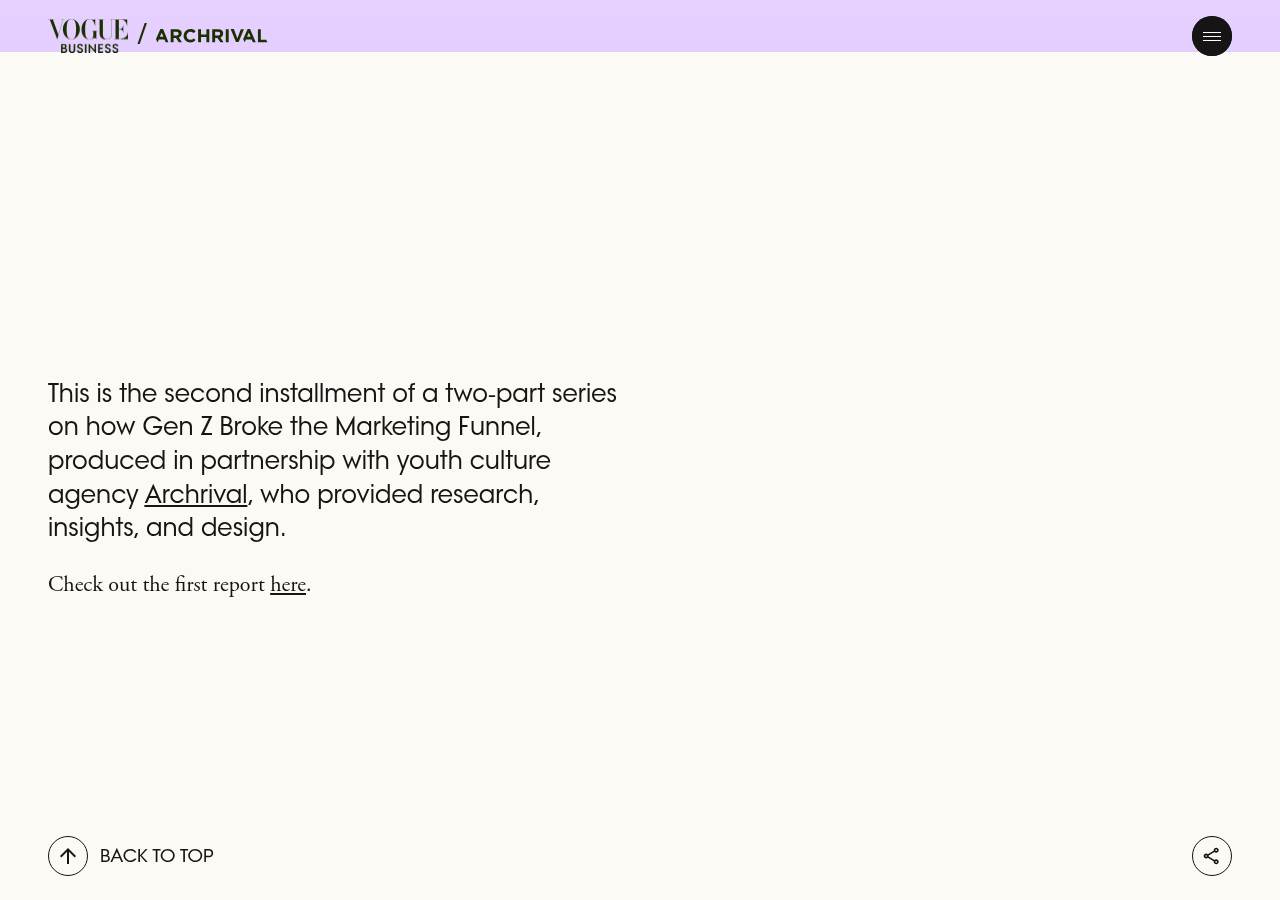 VOGUE
BUSINESS
/ ARCHRIVAL
This is the second installment of a two-part series
on how Gen Z Broke the Marketing Funnel,
produced in partnership with youth culture
agency Archrival, who provided research,
insights, and design.
Check out the first report here.
BACK TO TOP